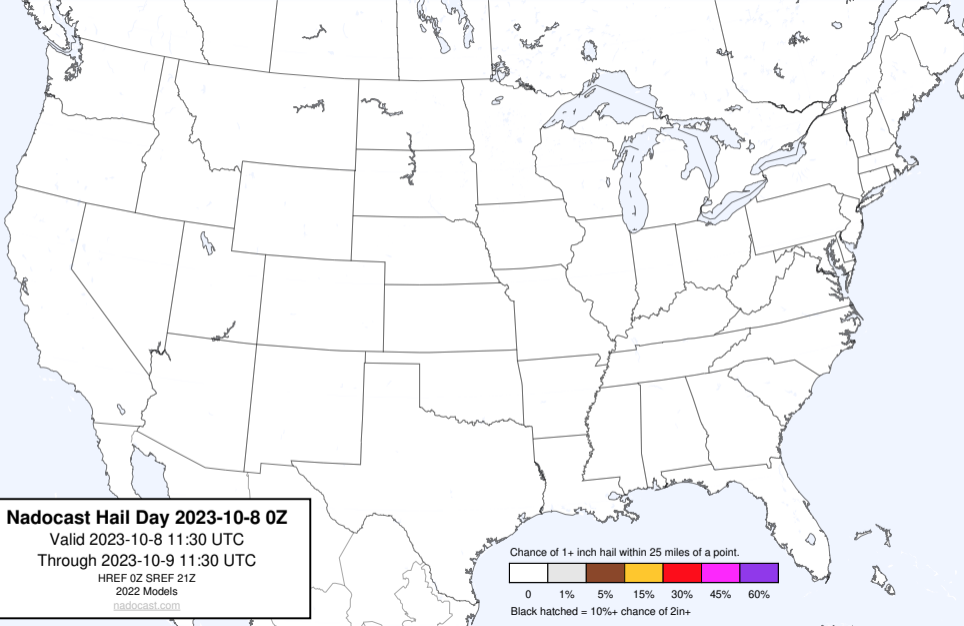 Nadocast Hail Day 2023-10-8 0Z
Valid 2023-10-8 11:30 UTC
Through 2023-10-9 11:30 UTC
HREF 0Z SREF 21Z
2022 Models
nadocast.com
Chance of 1+ inch hail within 25 miles of a point.
0 1% 5% 15% 30% 45% 60%
Black hatched = 10%+ chance of 2in+